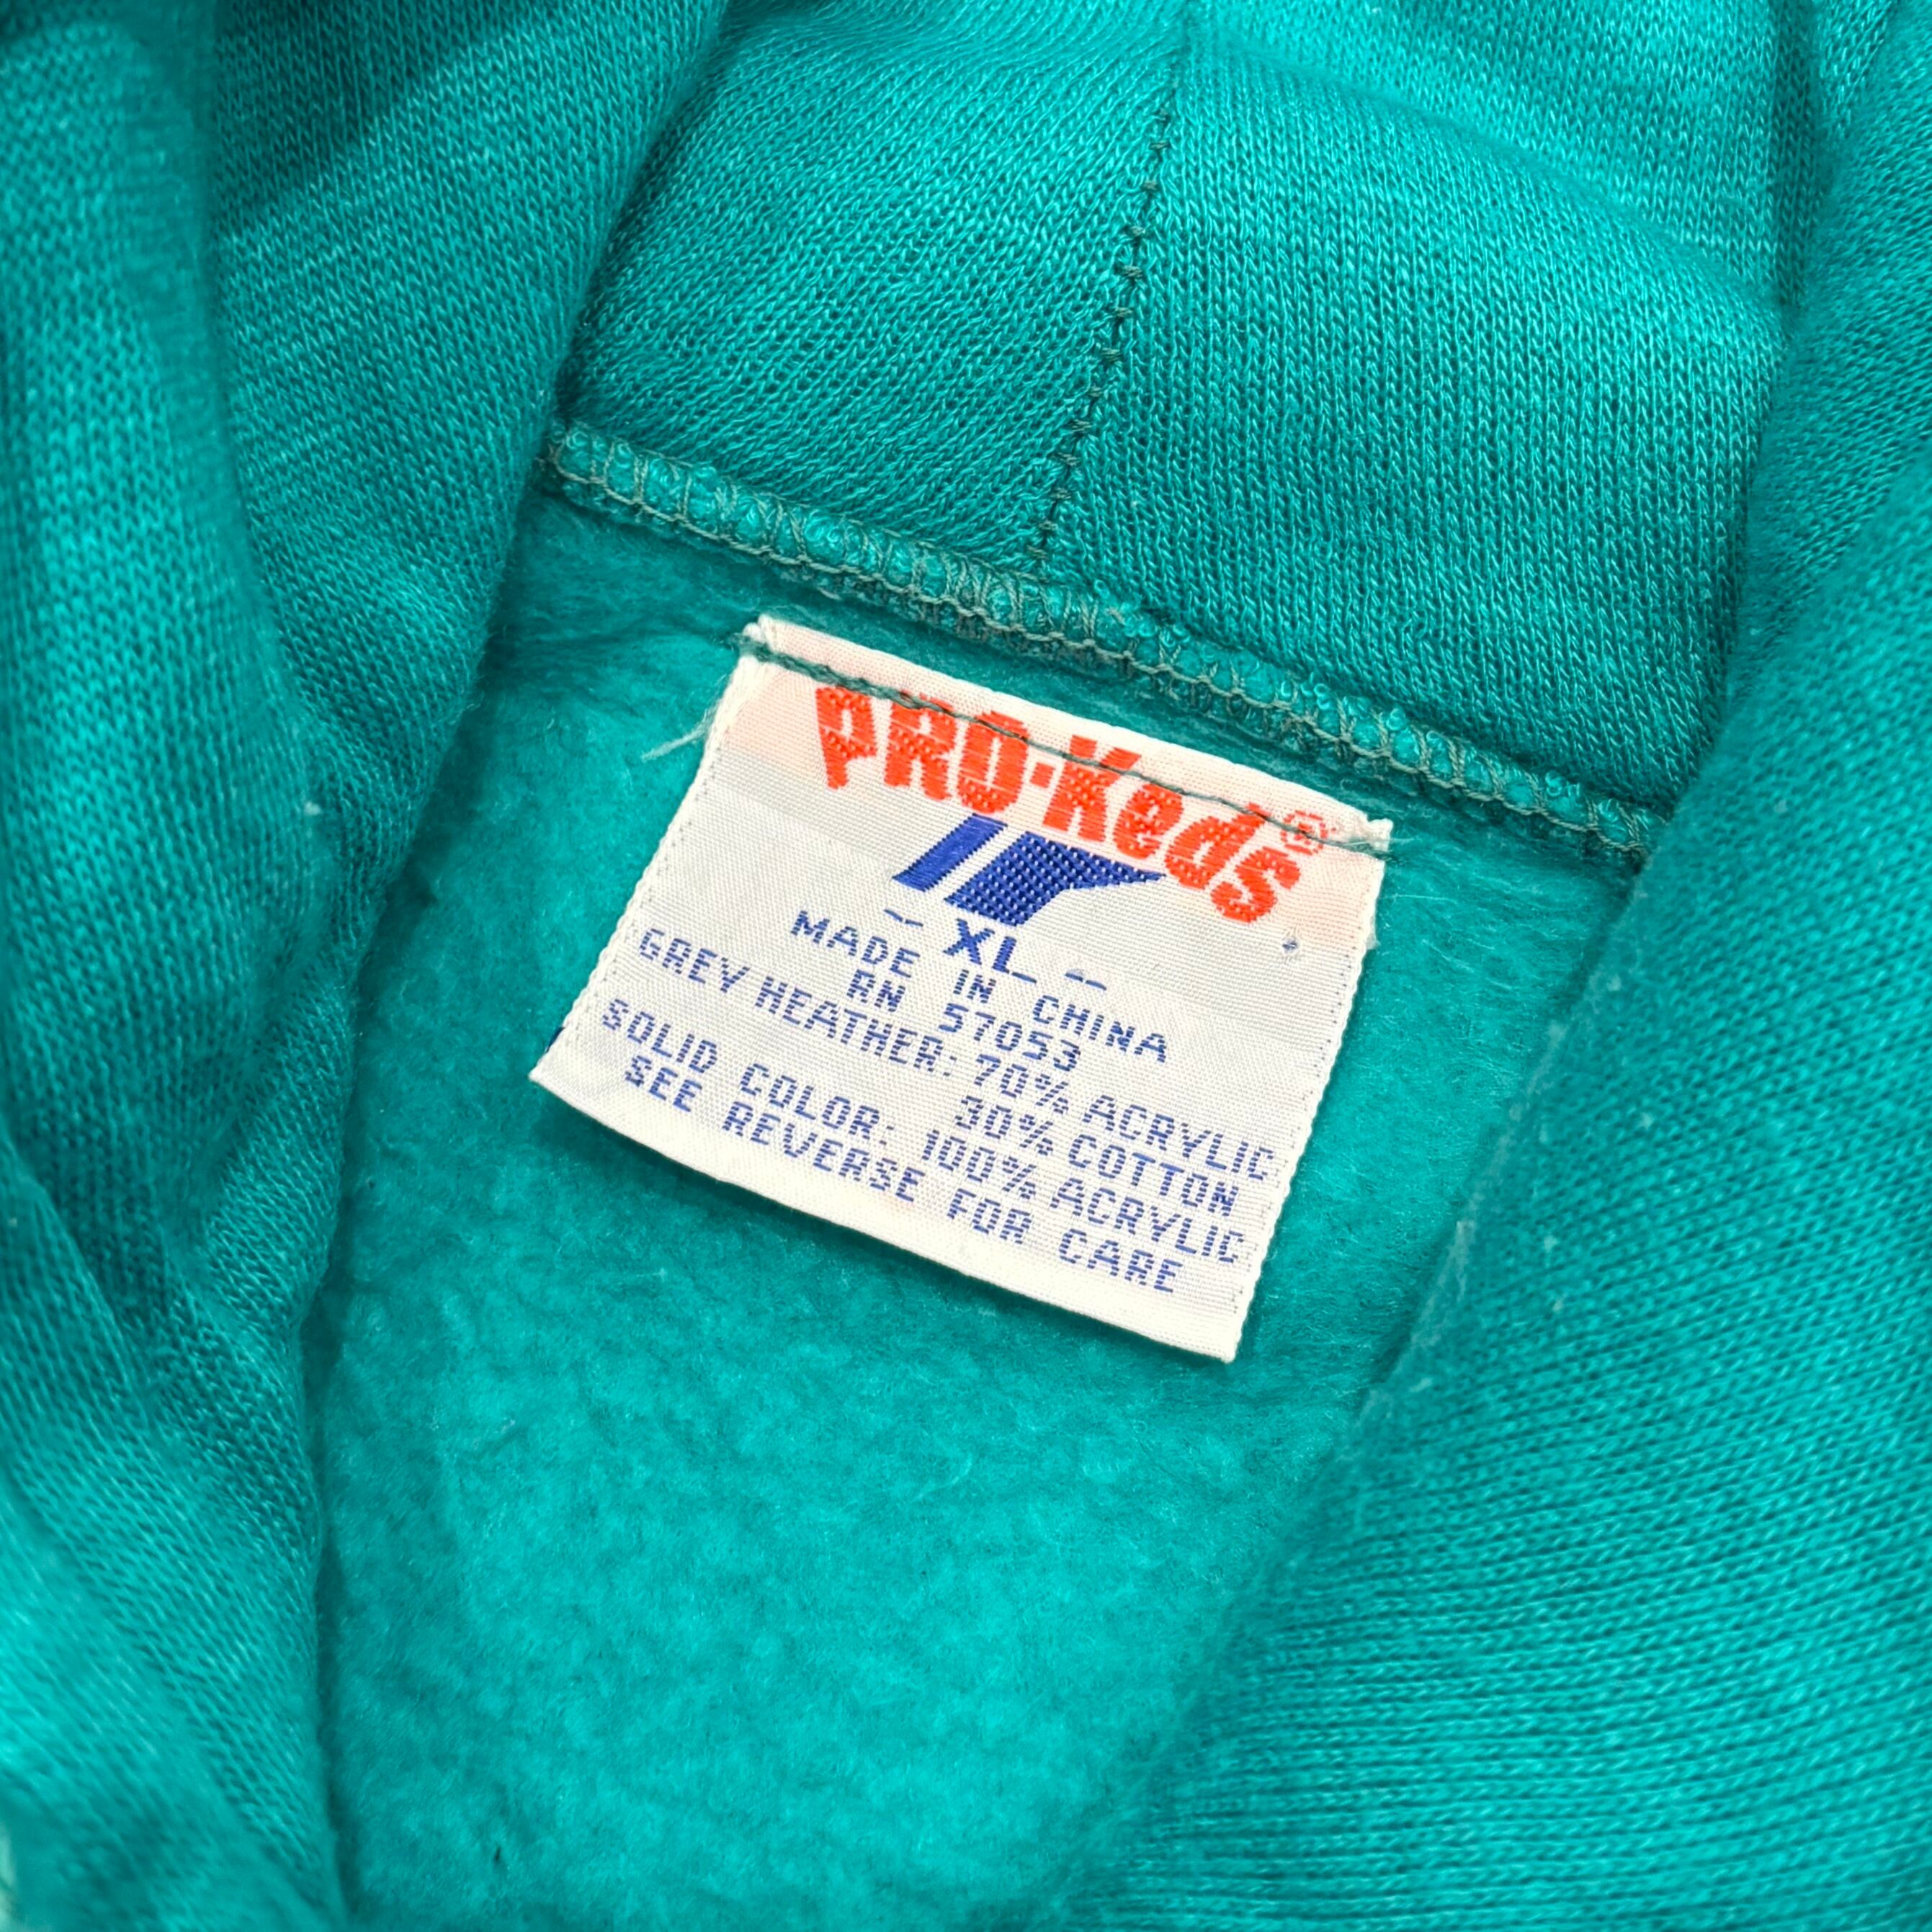 PRO-Keds®
XL
MADE IN CHINA
RN 57053
GREY HEATHER: 70% ACRYLIC
30% COTTON
SOLID COLOR: 100% ACRYLIC
SEE REVERSE FOR CARE